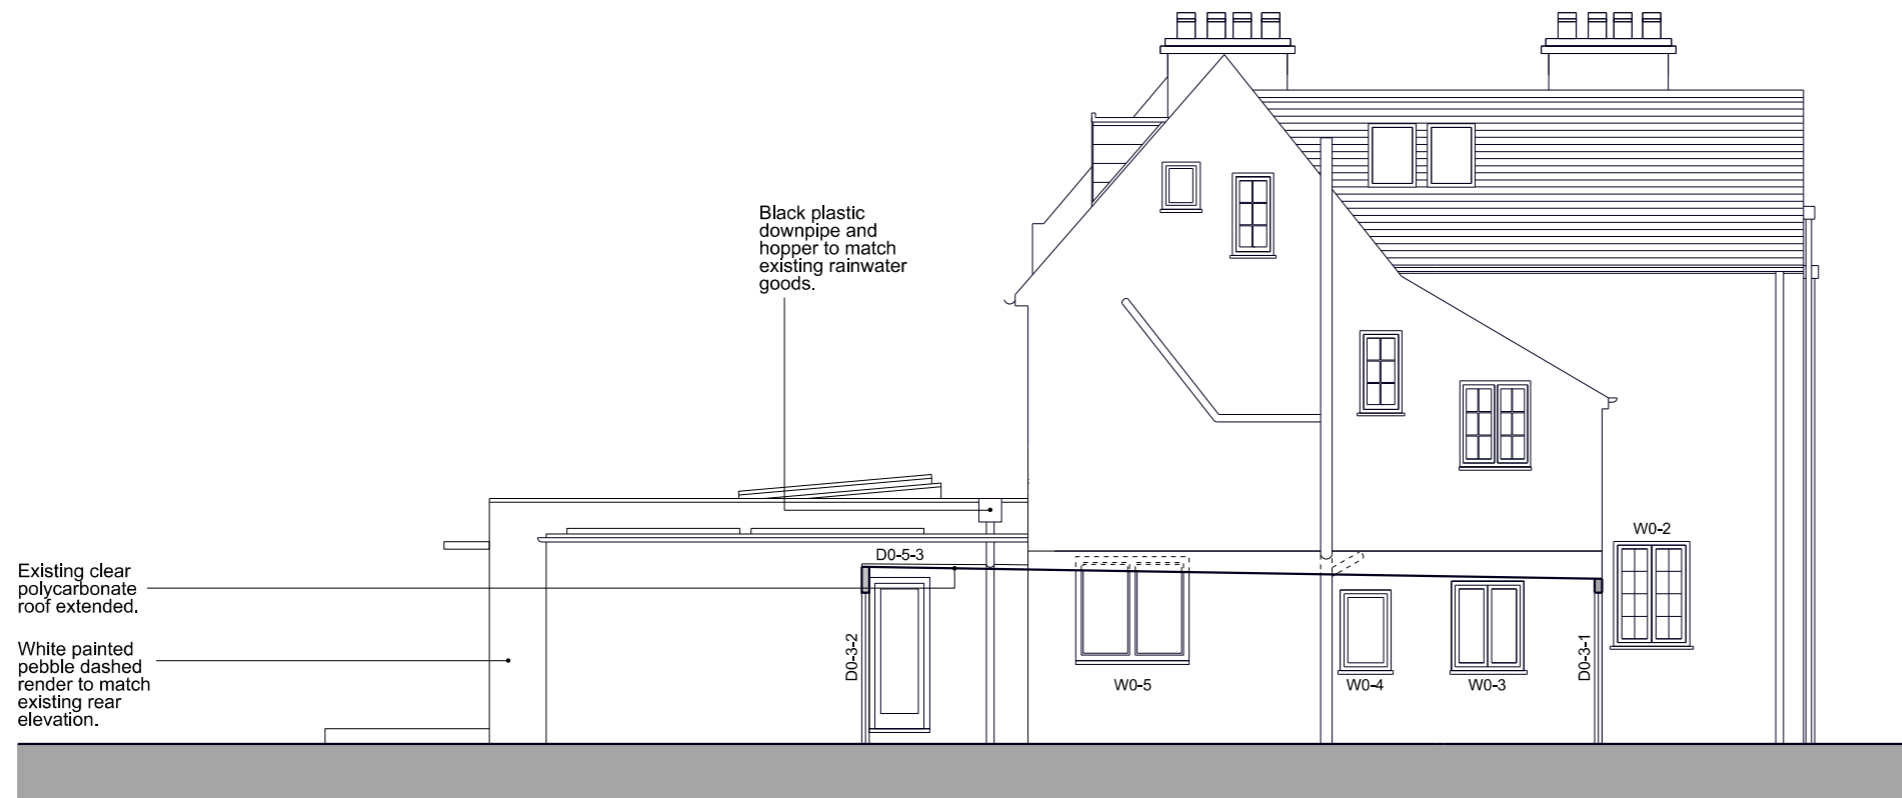 Black plastic
downpipe and
hopper to match
existing rainwater
goods.
Existing clear
polycarbonate
roof extended.
White painted
pebble dashed
render to match
existing rear
elevation.
D0-5-3
D0-3-2
W0-5
W0-4
W0-3
D0-3-1
W0-2